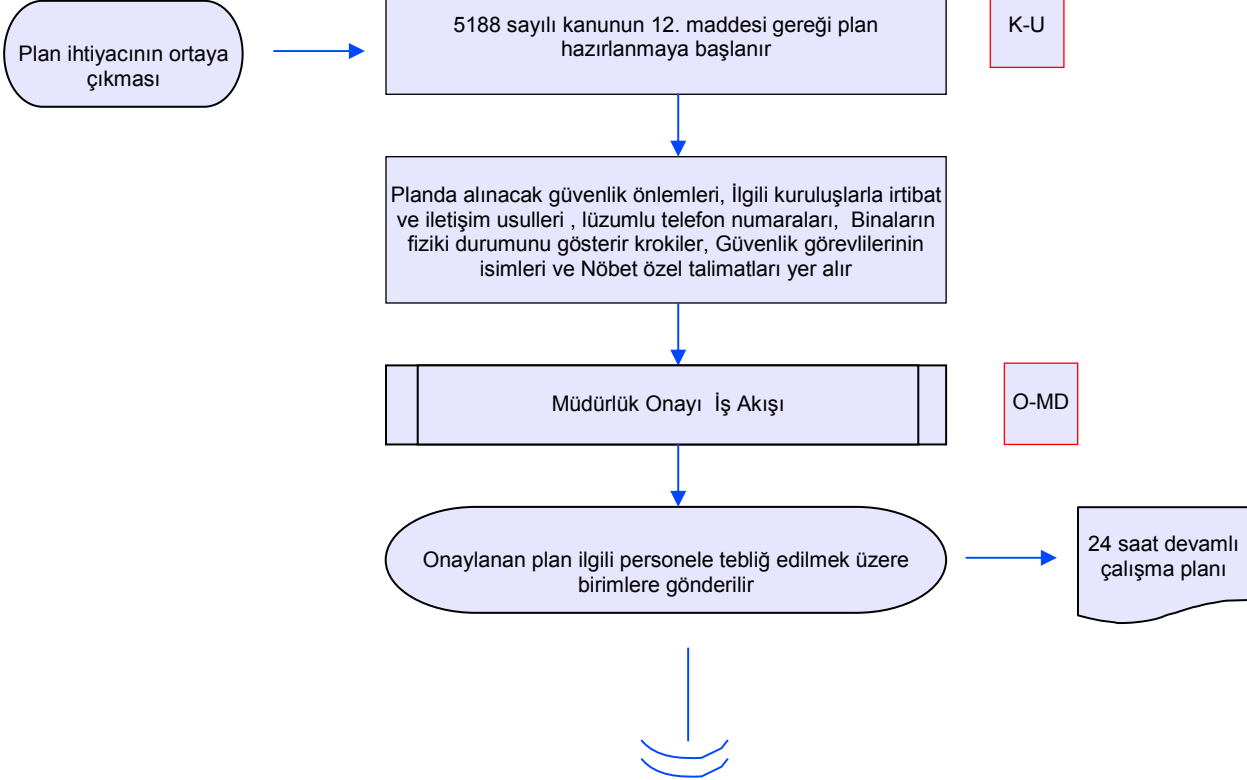 Plan ihtiyacının ortaya
çıkması
5188 sayılı kanunun 12. maddesi gereği plan
hazırlanmaya başlanır
K-U
Planda alınacak güvenlik önlemleri, İlgili kuruluşlarla irtibat
ve iletişim usulleri , lüzumlu telefon numaraları, Binaların
fiziki durumunu gösterir krokiler, Güvenlik görevlilerinin
isimleri ve Nöbet özel talimatları yer alır
Müdürlük Onayı İş Akışı
O-MD
Onaylanan plan ilgili personele tebliğ edilmek üzere
birimlere gönderilir
24 saat devamlı
çalışma planı